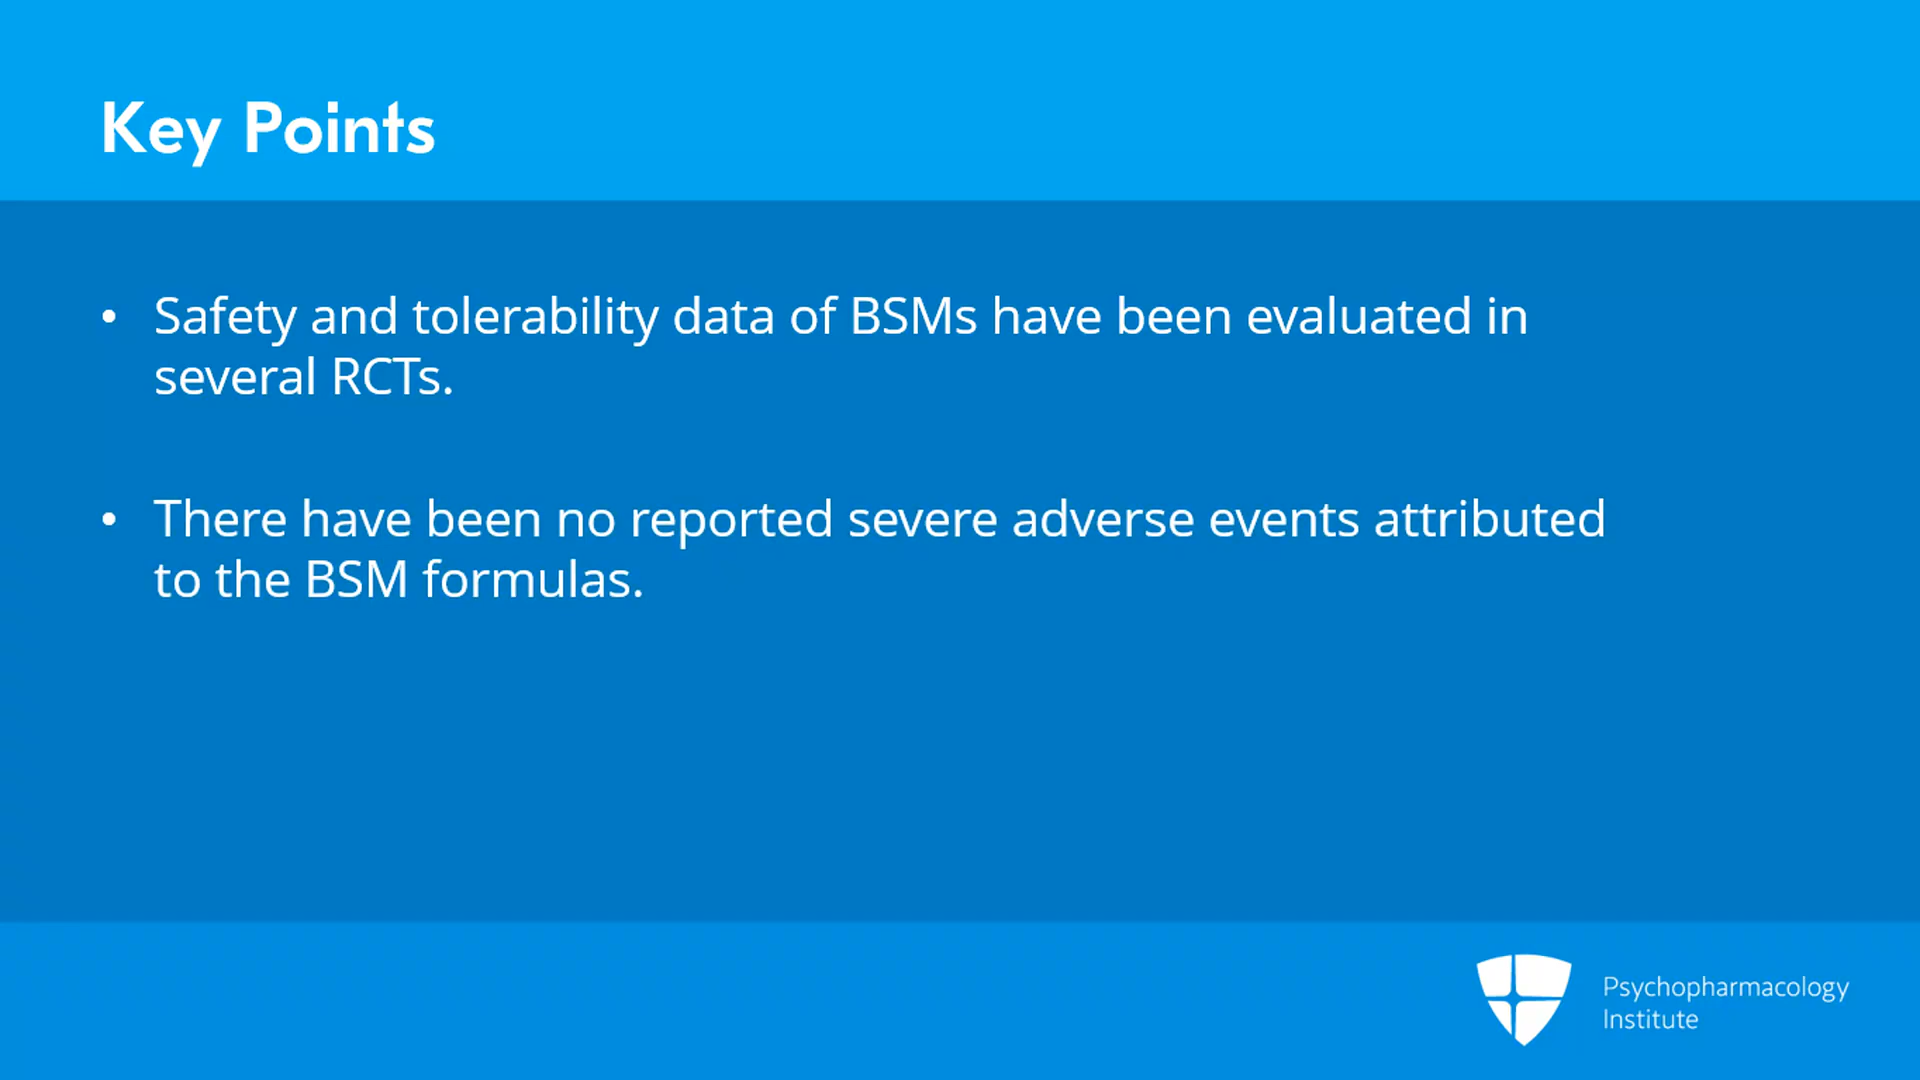 Key Points
• Safety and tolerability data of BSMs have been evaluated in
several RCTs.
• There have been no reported severe adverse events attributed
to the BSM formulas.
Psychopharmacology
Institute